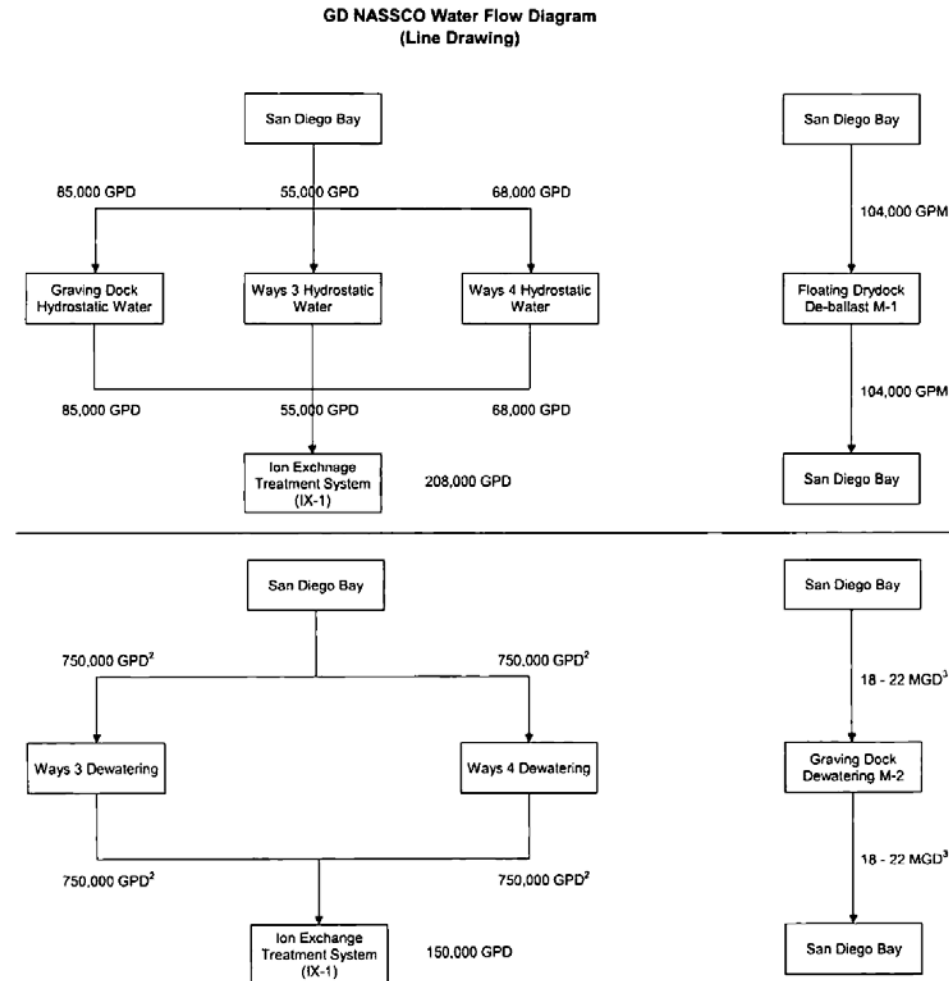 GD NASSCO Water Flow Diagram
(Line Drawing)
San Diego Bay
San Diego Bay
85,000 GPD
55,000 GPD
68,000 GPD
104,000 GPM
Graving Dock
Hydrostatic Water
Ways 3 Hydrostatic
Water
Ways 4 Hydrostatic
Water
Floating Drydock
De-ballast M-1
85,000 GPD
55,000 GPD
68,000 GPD
104,000 GPM
Ion Exchnage
Treatment System
(IX-1)
208,000 GPD
San Diego Bay
San Diego Bay
San Diego Bay
750,000 GPD²
750,000 GPD²
18 - 22 MGD³
Ways 3 Dewatering
Ways 4 Dewatering
Graving Dock
Dewatering M-2
750,000 GPD²
750,000 GPD²
18 - 22 MGD³
Ion Exchange
Treatment System
(IX-1)
150,000 GPD
San Diego Bay